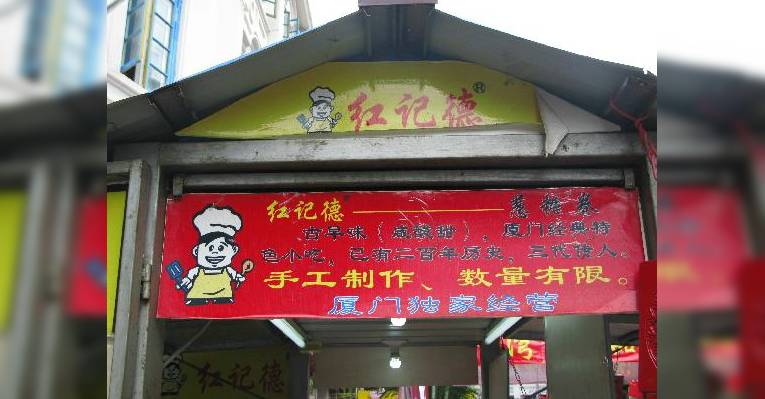 红记德®
红记德 —— 葱糖卷
古早味（咸酸甜），厦门经典特
色小吃，已有二百年历史，三代传人。
手工制作、数量有限。
厦门独家经营
红记德